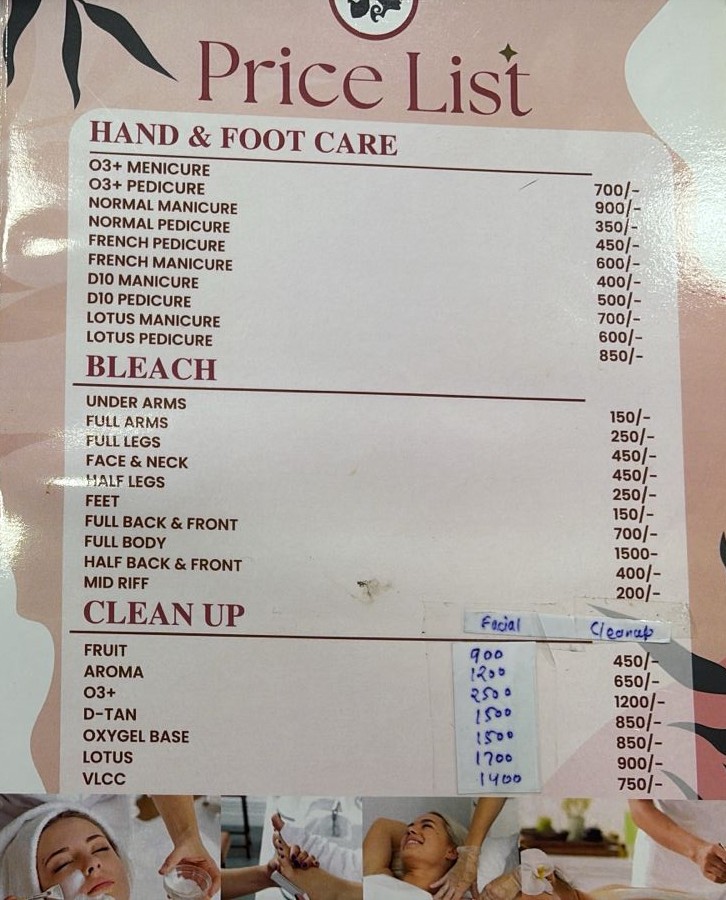 Price List
HAND & FOOT CARE
O3+ MENICURE 700/-
O3+ PEDICURE 900/-
NORMAL MANICURE 350/-
NORMAL PEDICURE 450/-
FRENCH PEDICURE 600/-
FRENCH MANICURE 400/-
D10 MANICURE 500/-
D10 PEDICURE 700/-
LOTUS MANICURE 600/-
LOTUS PEDICURE 850/-
BLEACH
UNDER ARMS 150/-
FULL ARMS 250/-
FULL LEGS 450/-
FACE & NECK 450/-
HALF LEGS 250/-
FEET 150/-
FULL BACK & FRONT 700/-
FULL BODY 1500-
HALF BACK & FRONT 400/-
MID RIFF 200/-
CLEAN UP Facial Cleanup
FRUIT 900 450/-
AROMA 1200 650/-
O3+ 2500 1200/-
D-TAN 1500 850/-
OXYGEL BASE 1500 850/-
LOTUS 1700 900/-
VLCC 1400 750/-